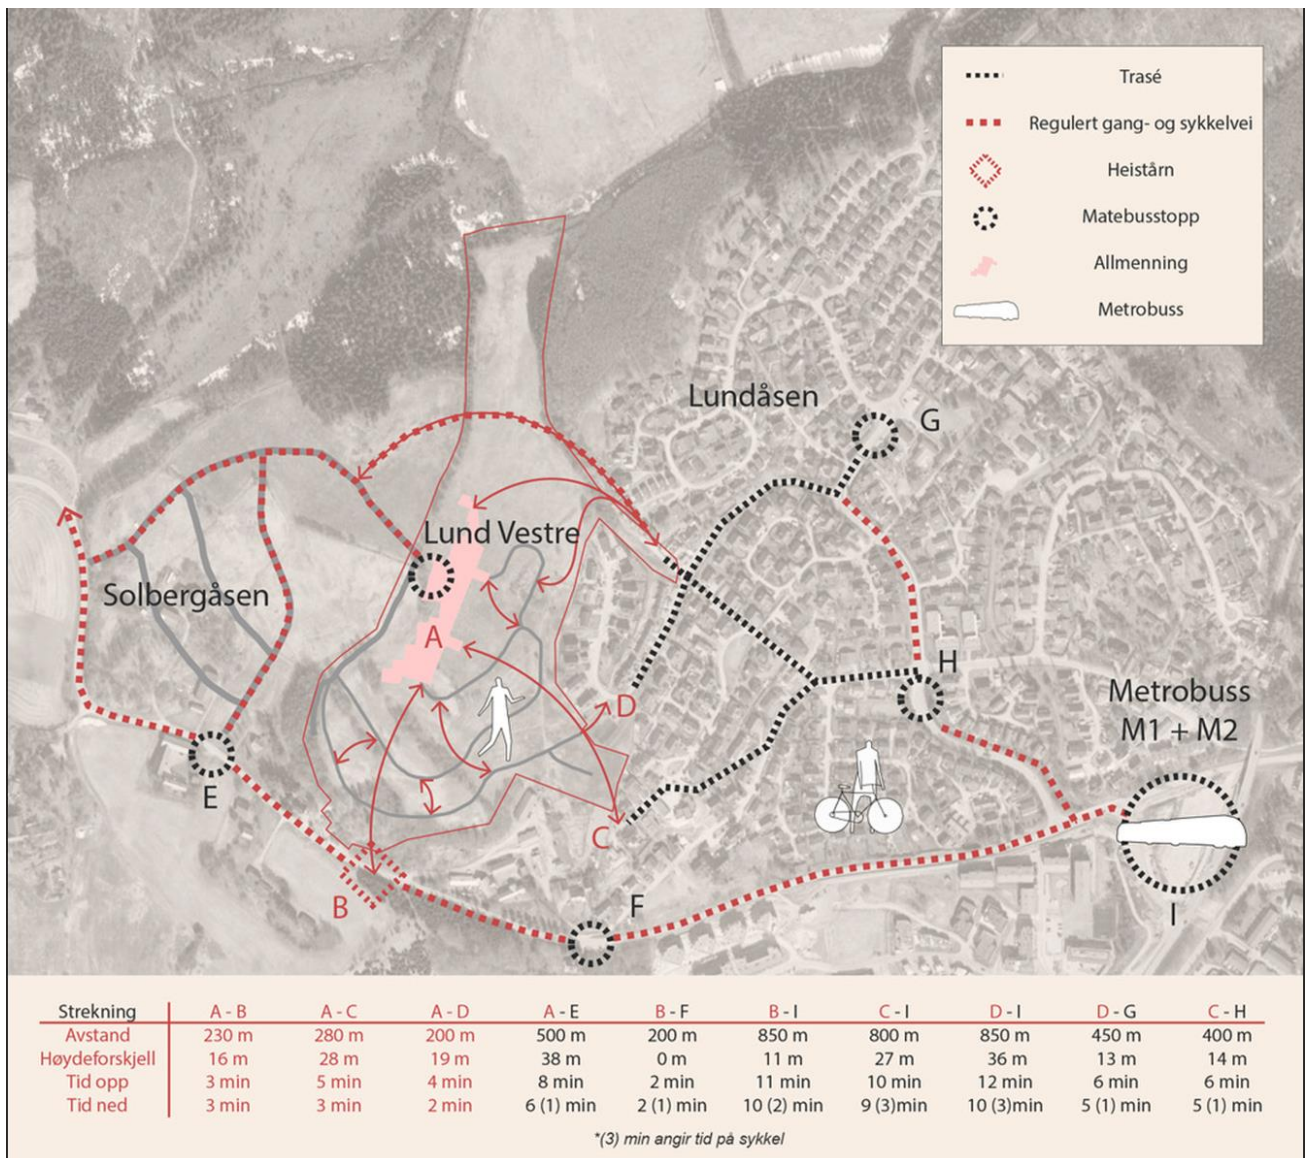 Trasé
Regulert gang- og sykkelvei
Heistårn
Matebusstopp
Allmenning
Metrobuss
Lundåsen
G
Lund Vestre
Solbergåsen
A
H
D
Metrobuss
M1 + M2
E
C
B
F
I
Strekning A - B A - C A - D A - E B - F B - I C - I D - I D - G C - H
Avstand 230 m 280 m 200 m 500 m 200 m 850 m 800 m 850 m 450 m 400 m
Høydeforskjell 16 m 28 m 19 m 38 m 0 m 11 m 27 m 36 m 13 m 14 m
Tid opp 3 min 5 min 4 min 8 min 2 min 11 min 10 min 12 min 6 min 6 min
Tid ned 3 min 3 min 2 min 6 (1) min 2 (1) min 10 (2) min 9 (3)min 10 (3)min 5 (1) min 5 (1) min
*(3) min angir tid på sykkel